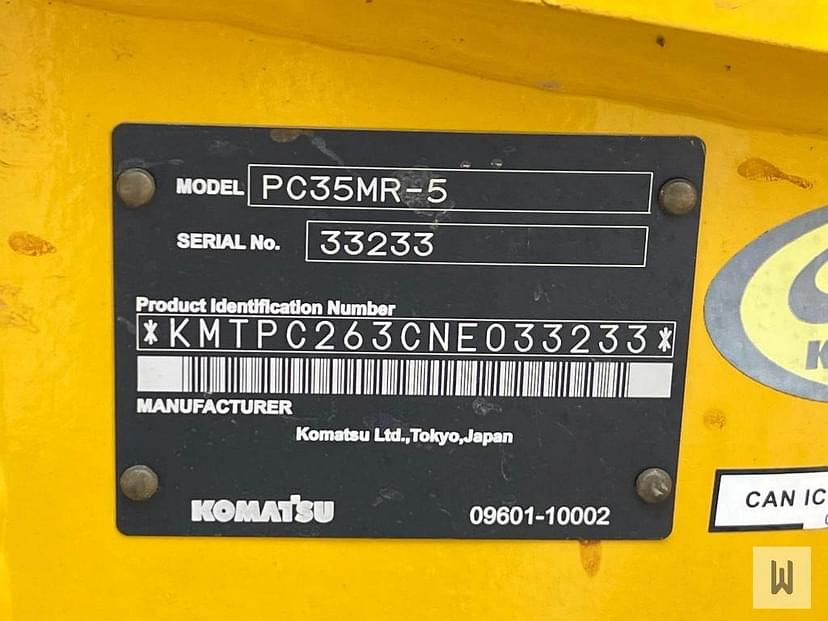 MODEL PC35MR-5
SERIAL No. 33233
Product Identification Number
*KMTPC263CNE033233*
MANUFACTURER
Komatsu Ltd.,Tokyo,Japan
KOMATSU 09601-10002
K
CAN IC
W